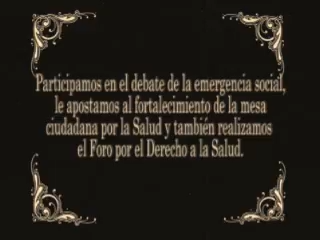 Participamos en el debate de la emergencia social,
le apostamos al fortalecimiento de la mesa
ciudadana por la Salud y también realizamos
el Foro por el Derecho a la Salud.